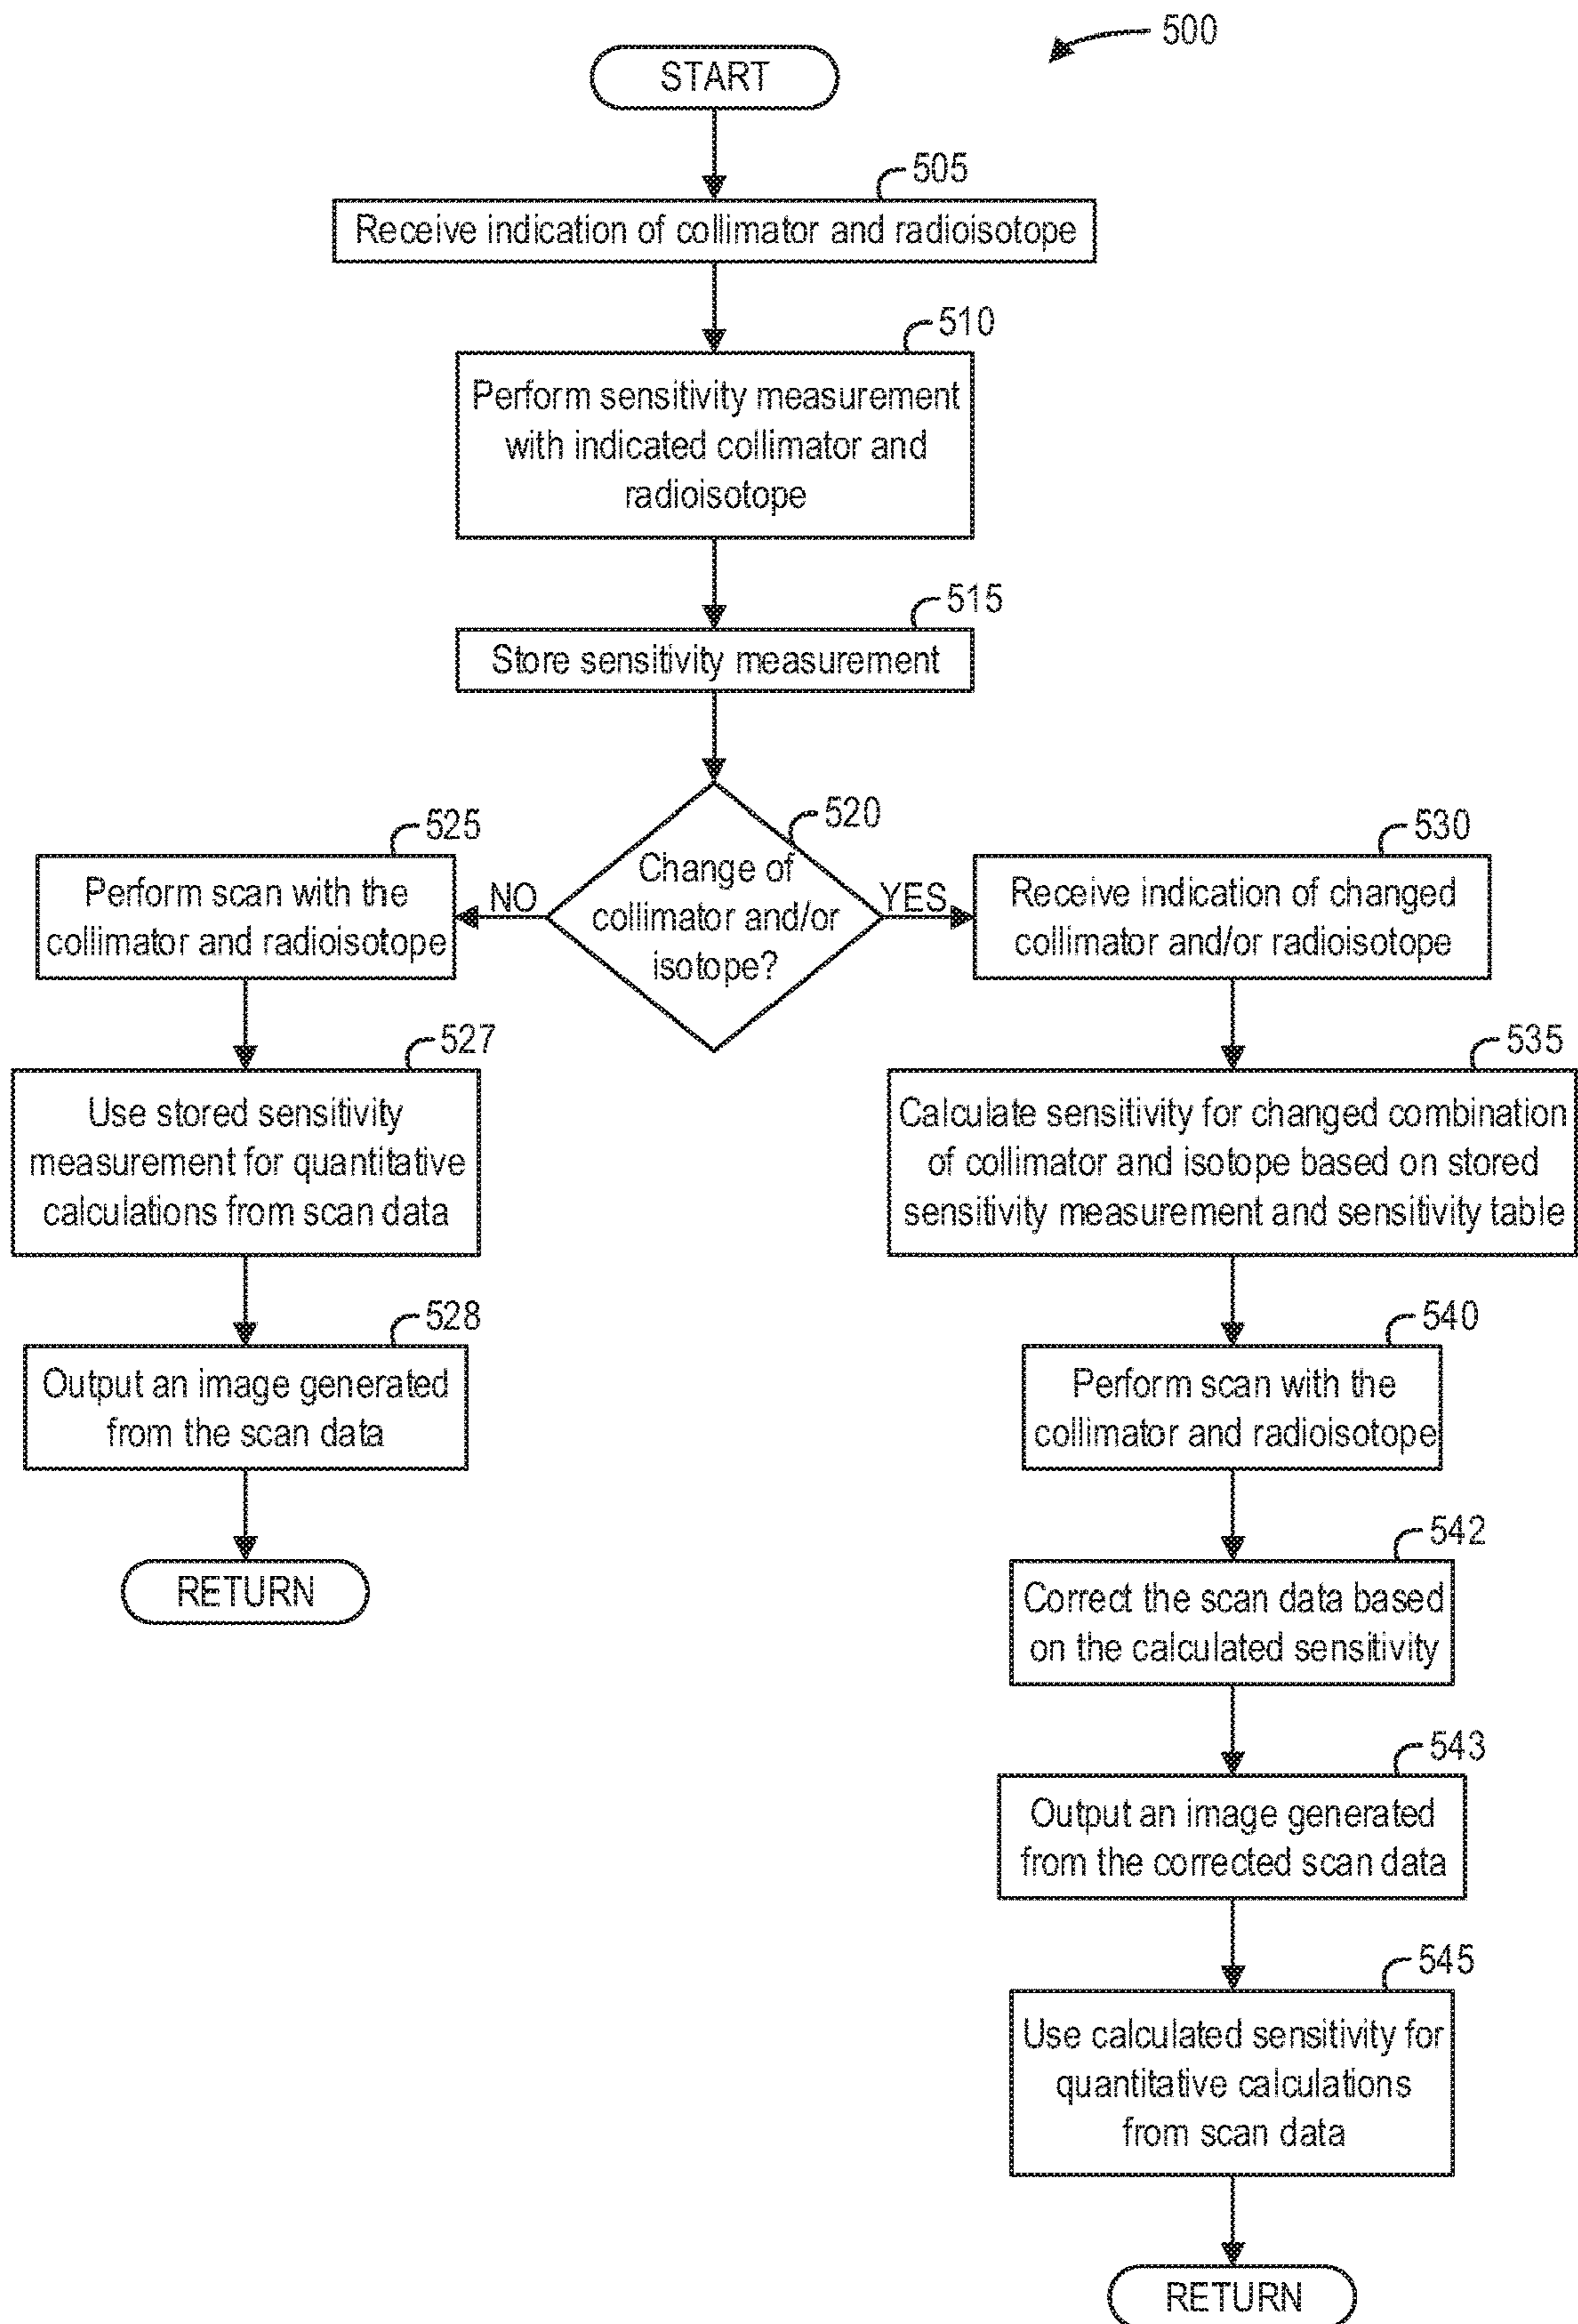 500
START
505
Receive indication of collimator and radioisotope
510
Perform sensitivity measurement
with indicated collimator and
radioisotope
515
Store sensitivity measurement
520
Change of
collimator and/or
isotope?
NO
YES
525
Perform scan with the
collimator and radioisotope
527
Use stored sensitivity
measurement for quantitative
calculations from scan data
528
Output an image generated
from the scan data
RETURN
530
Receive indication of changed
collimator and/or radioisotope
535
Calculate sensitivity for changed combination
of collimator and isotope based on stored
sensitivity measurement and sensitivity table
540
Perform scan with the
collimator and radioisotope
542
Correct the scan data based
on the calculated sensitivity
543
Output an image generated
from the corrected scan data
545
Use calculated sensitivity for
quantitative calculations
from scan data
RETURN